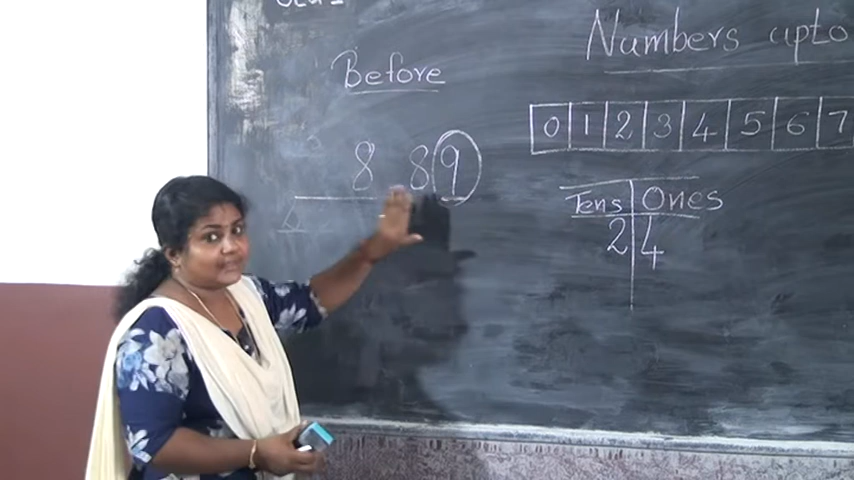 Before
8 89
Numbers upto
0 1 2 3 4 5 6 7
Tens Ones
2 4